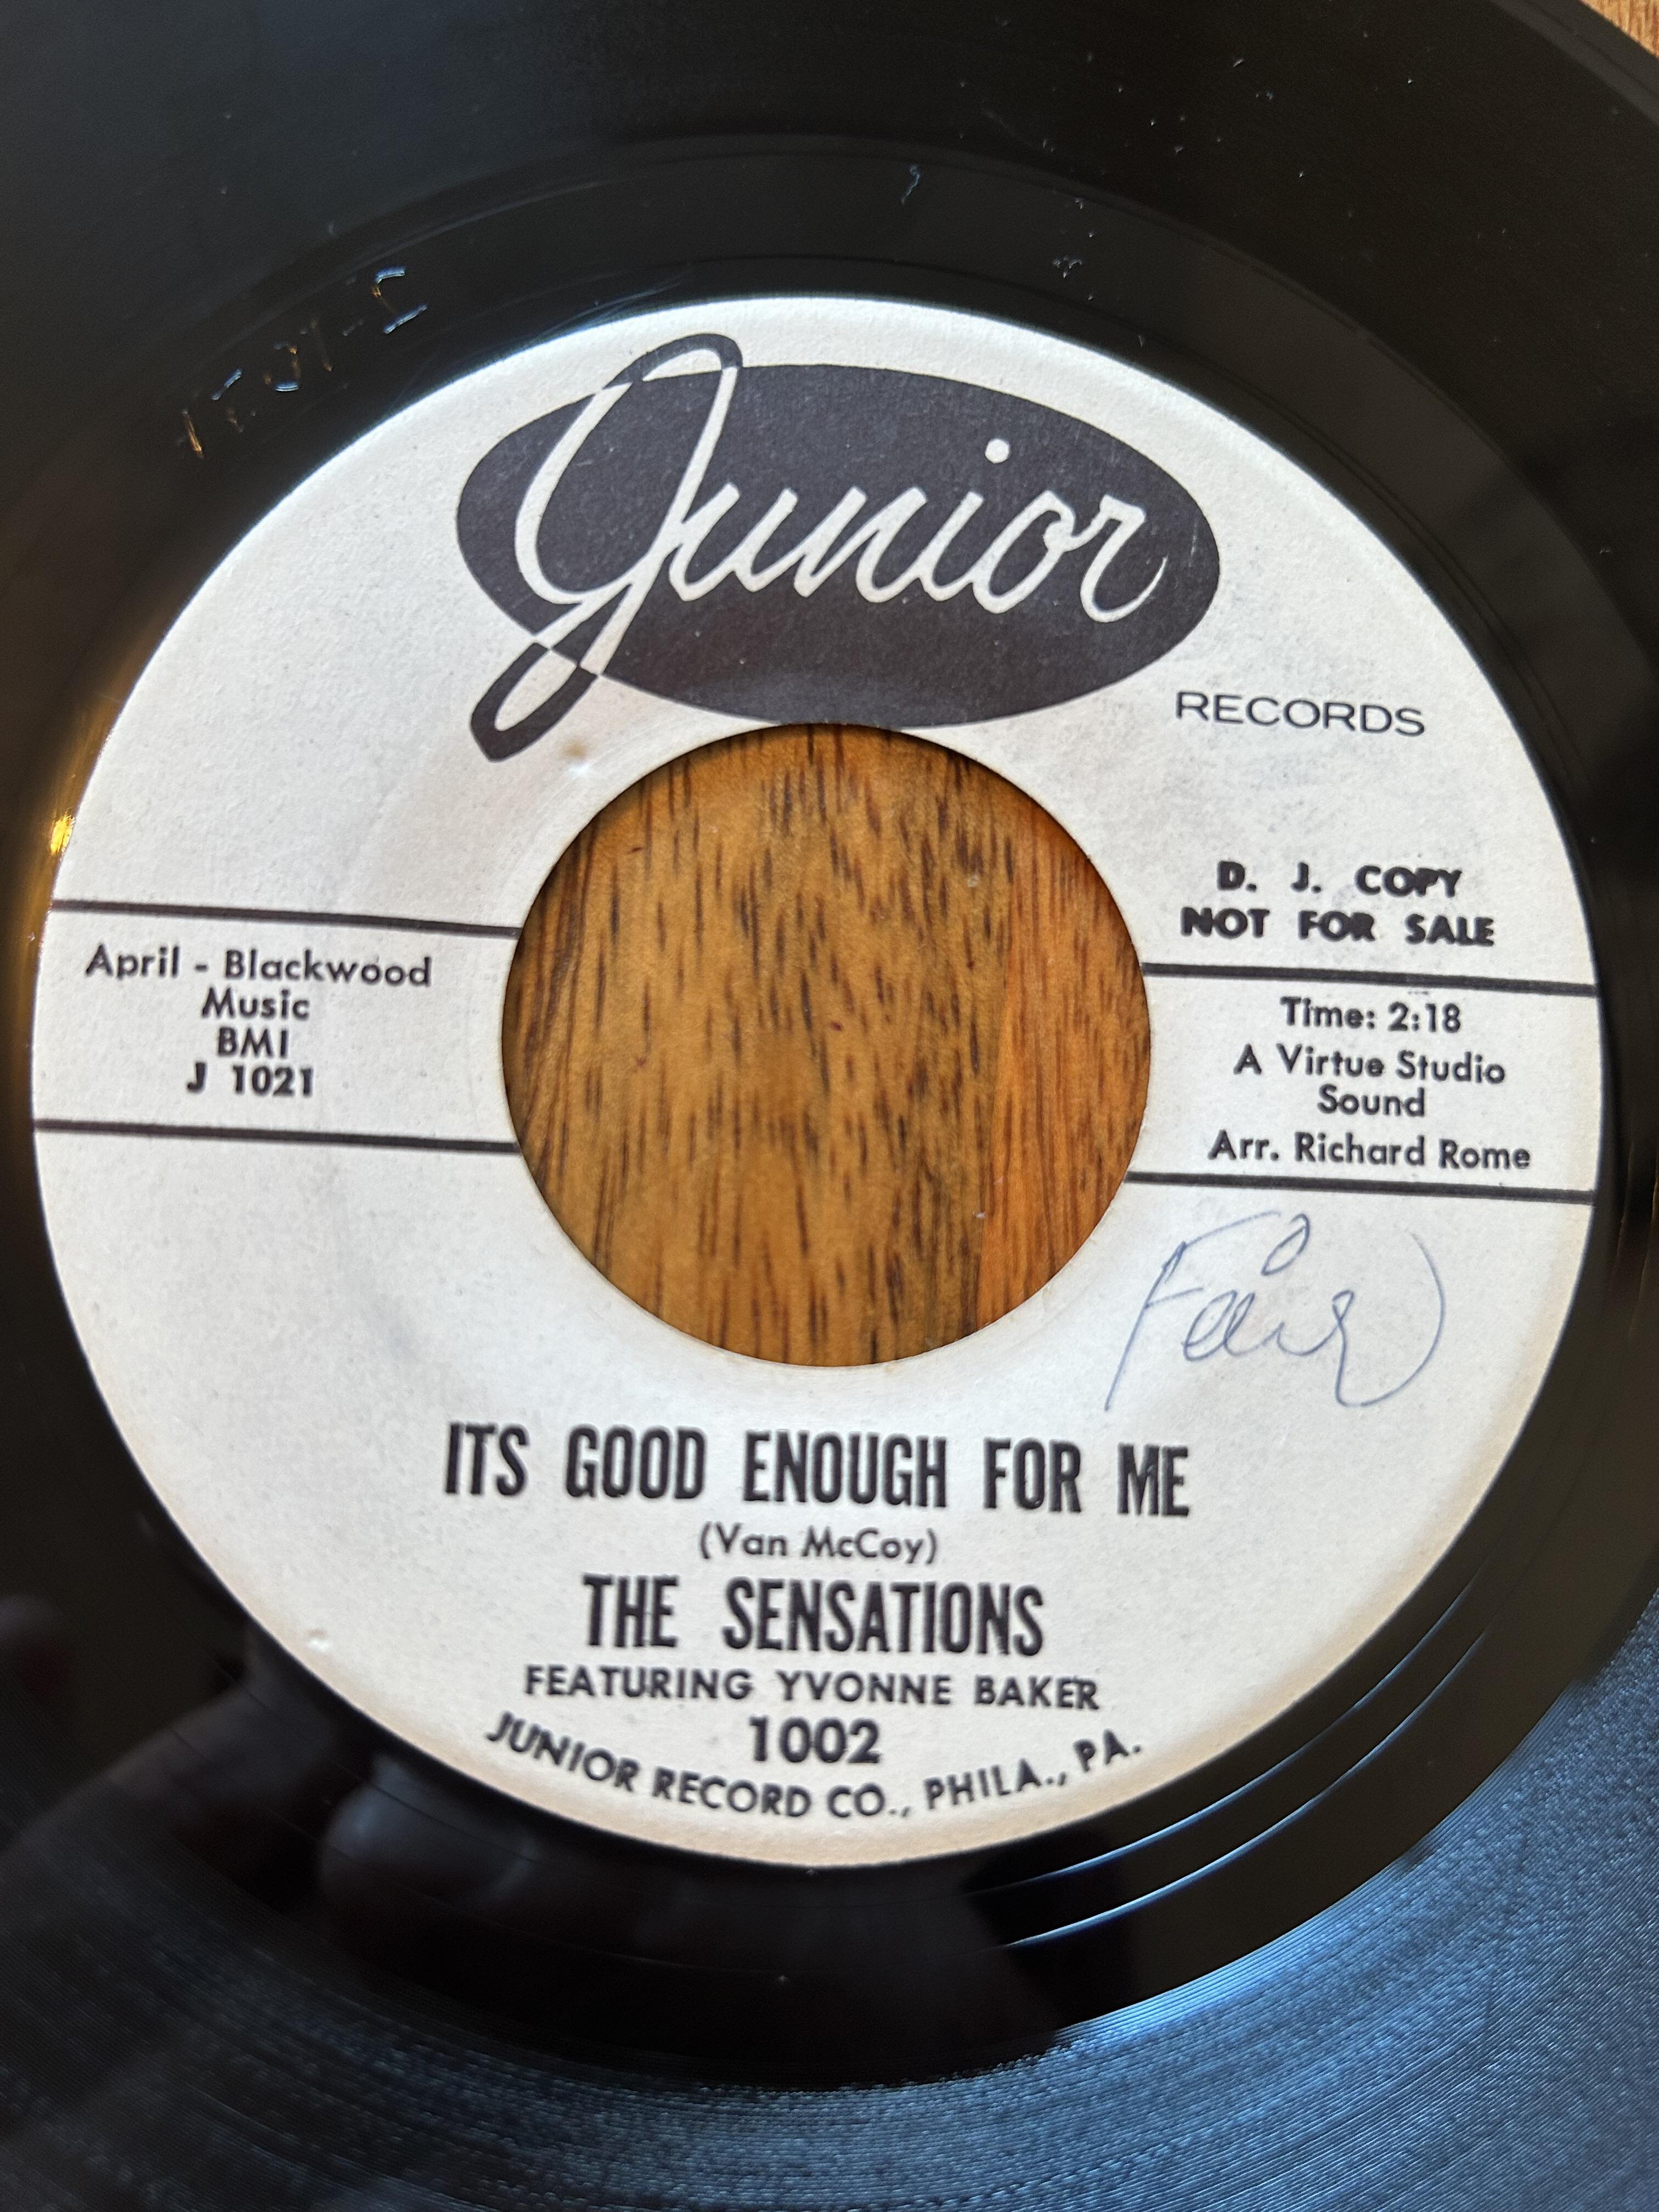 Junior
RECORDS
D. J. COPY
NOT FOR SALE
April - Blackwood
Music
BMI
J 1021
Time: 2:18
A Virtue Studio
Sound
Arr. Richard Rome
Fair
ITS GOOD ENOUGH FOR ME
(Van McCoy)
THE SENSATIONS
FEATURING YVONNE BAKER
1002
JUNIOR RECORD CO., PHILA., PA.